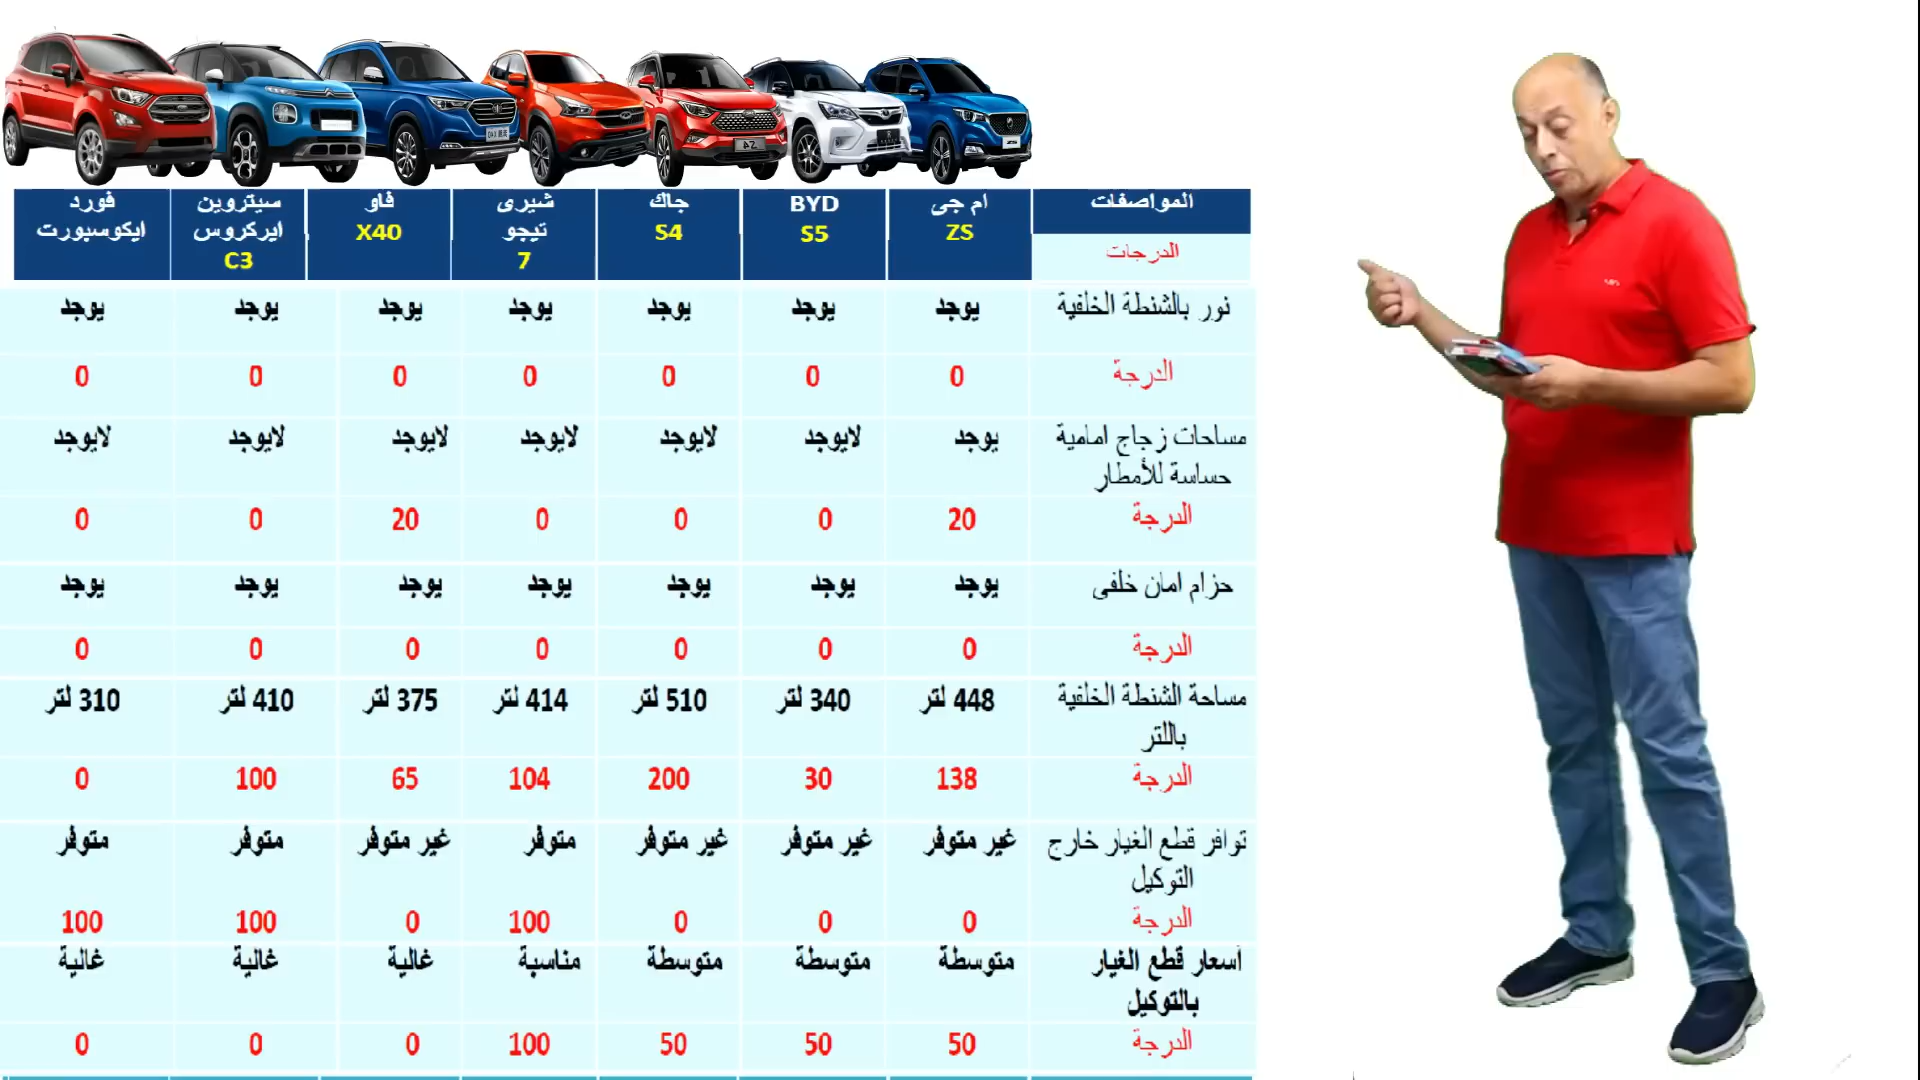 المواصفات ام جى BYD جاك شيرى فاو سيتروين فورد
ZS S5 S4 تيجو X40 ايركروس ايكوسبورت
الدرجات 7 C3
نور بالشنطة الخلفية يوجد يوجد يوجد يوجد يوجد يوجد يوجد
الدرجة 0 0 0 0 0 0 0
مساحات زجاج امامية يوجد لايوجد لايوجد لايوجد لايوجد لايوجد لايوجد
حساسة للأمطار
الدرجة 20 0 0 0 20 0 0
حزام امان خلفى يوجد يوجد يوجد يوجد يوجد يوجد يوجد
الدرجة 0 0 0 0 0 0 0
مساحة الشنطة الخلفية 448 لتر 340 لتر 510 لتر 414 لتر 375 لتر 410 لتر 310 لتر
باللتر
الدرجة 138 30 200 104 65 100 0
توافر قطع الغيار خارج غير متوفر غير متوفر غير متوفر متوفر غير متوفر متوفر متوفر
التوكيل
الدرجة 0 0 0 100 0 100 100
أسعار قطع الغيار متوسطة متوسطة متوسطة مناسبة غالية غالية غالية
بالتوكيل
الدرجة 50 50 50 100 0 0 0